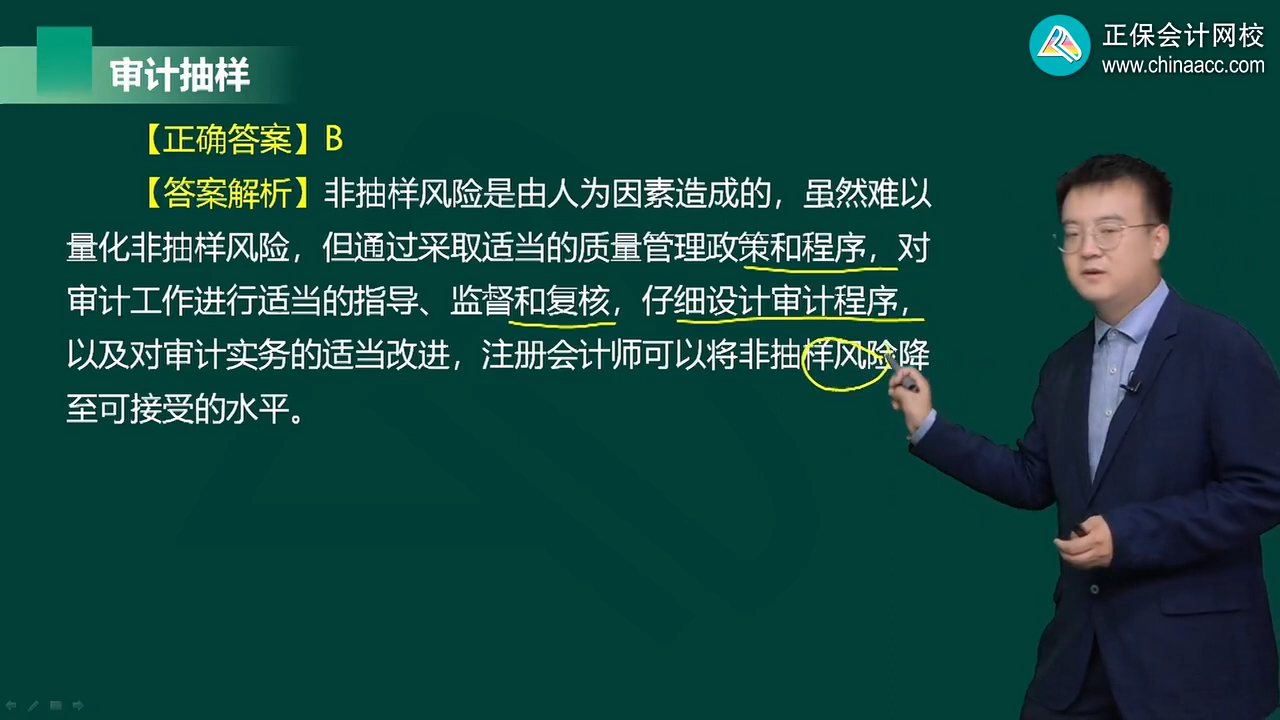 正保会计网校
www.chinaacc.com
审计抽样
【正确答案】B
【答案解析】非抽样风险是由人为因素造成的，虽然难以
量化非抽样风险，但通过采取适当的质量管理政策和程序，对
审计工作进行适当的指导、监督和复核，仔细设计审计程序，
以及对审计实务的适当改进，注册会计师可以将非抽样风险降
至可接受的水平。